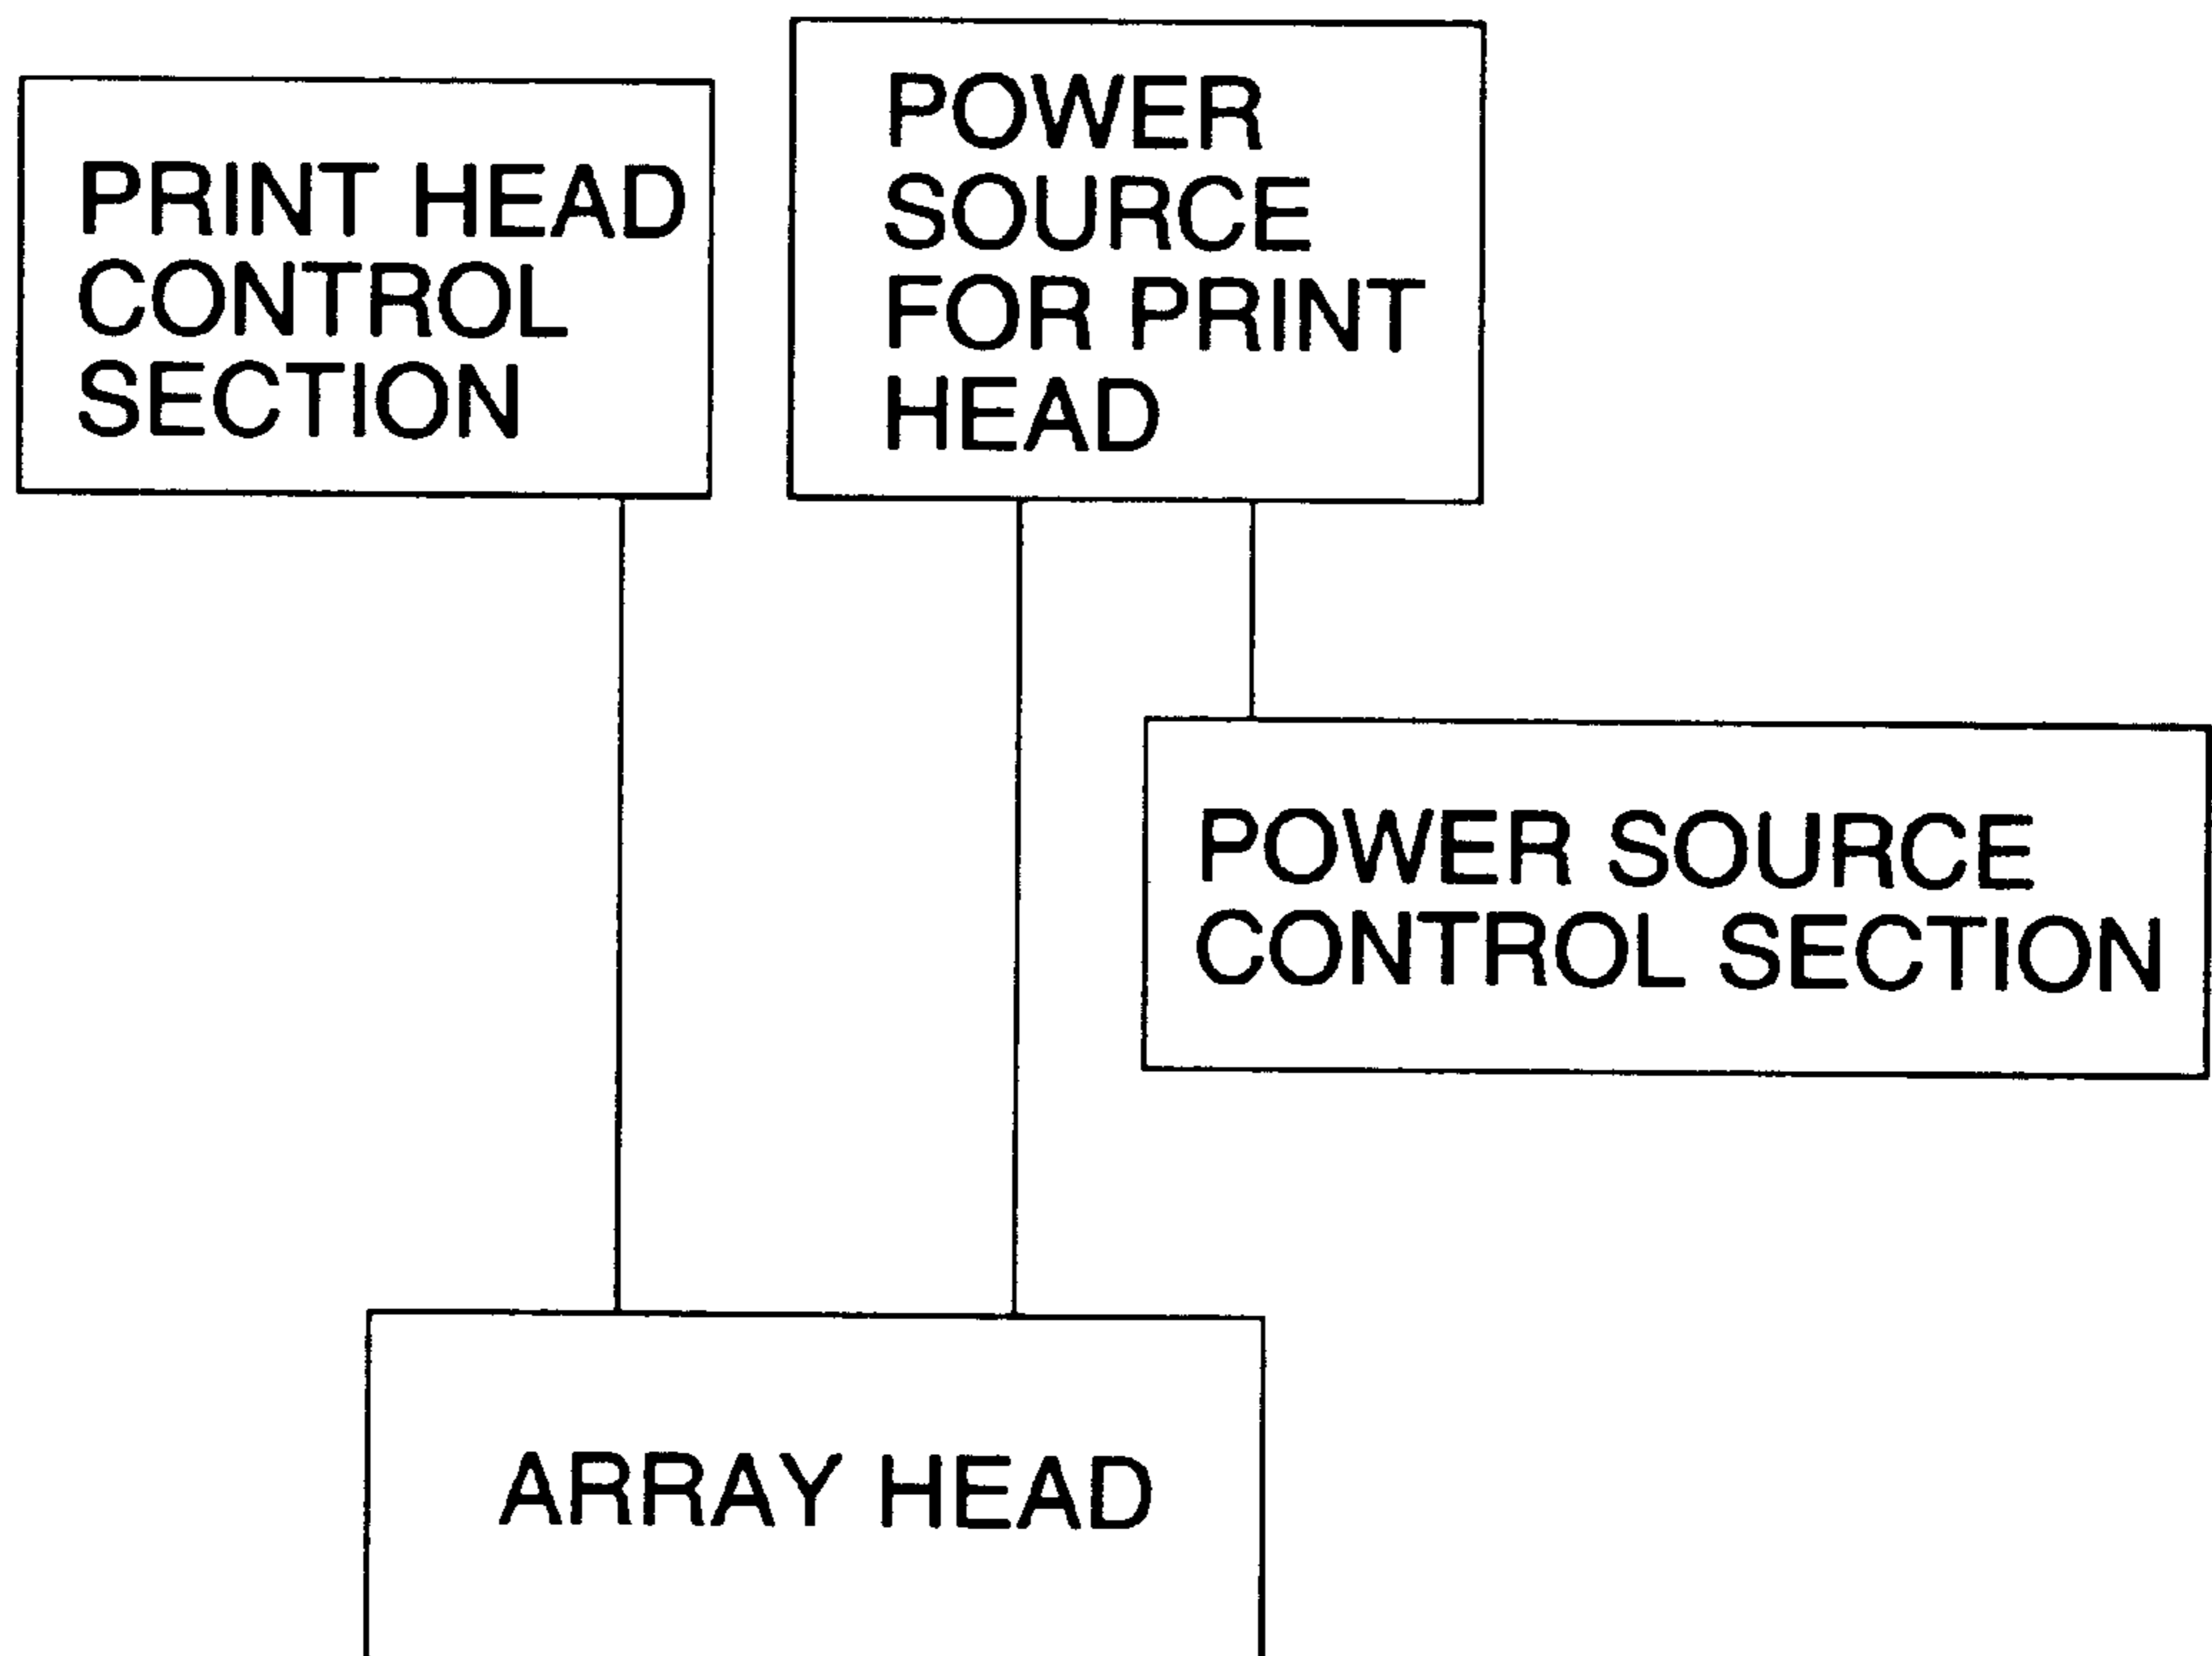 PRINT HEAD
CONTROL
SECTION
POWER
SOURCE
FOR PRINT
HEAD
POWER SOURCE
CONTROL SECTION
ARRAY HEAD